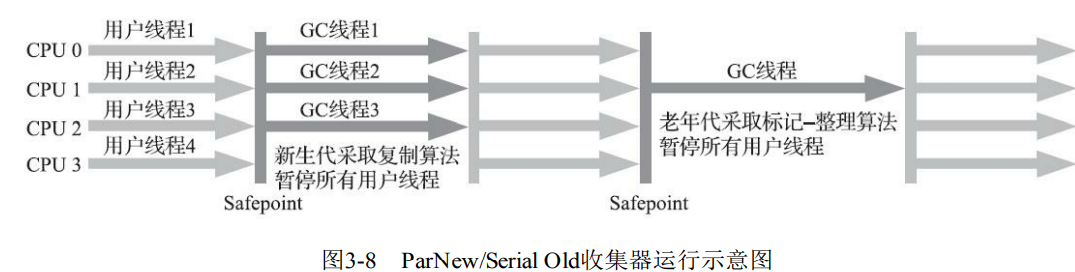 用户线程1
GC线程1
CPU 0
用户线程2
GC线程2
GC线程
CPU 1
用户线程3
GC线程3
CPU 2
用户线程4
CPU 3
新生代采取复制算法
暂停所有用户线程
老年代采取标记–整理算法
暂停所有用户线程
Safepoint
Safepoint
图3-8 ParNew/Serial Old收集器运行示意图